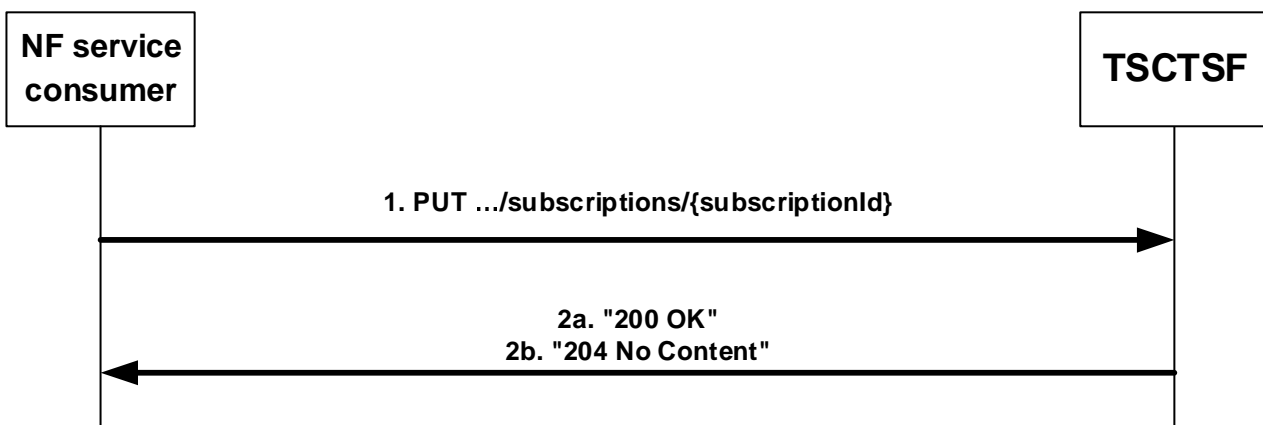 NF service
consumer
TSCTSF
1. PUT …/subscriptions/{subscriptionId}
2a. "200 OK"
2b. "204 No Content"